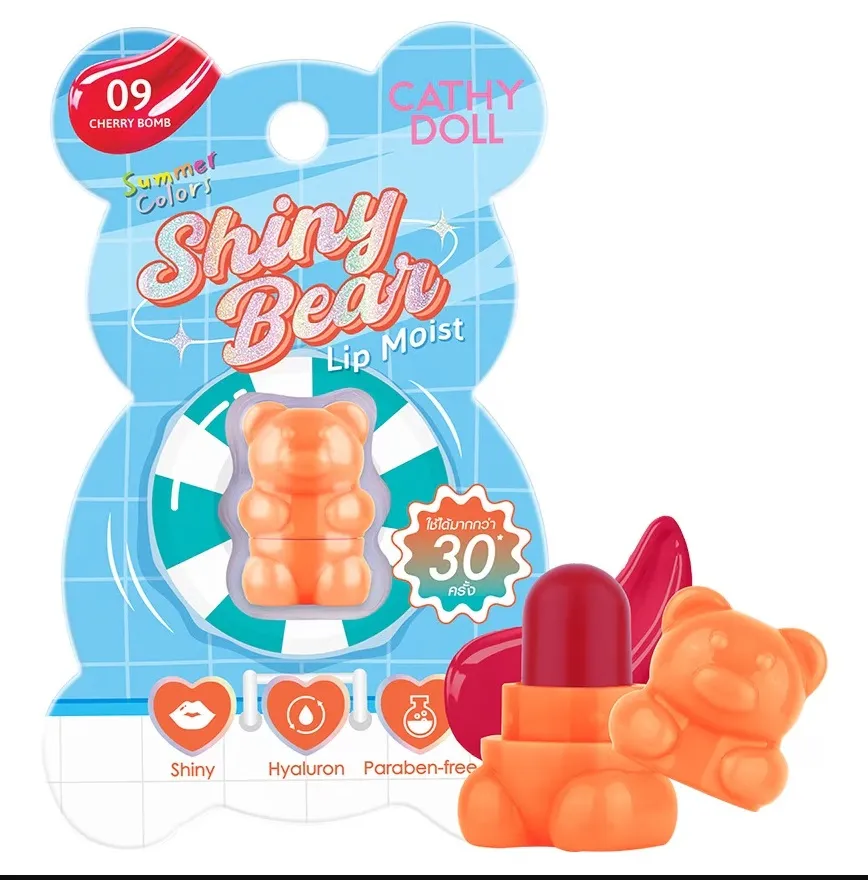 09
CHERRY BOMB
CATHY
DOLL
Summer
Colors
Shiny
Bear
Lip Moist
ใช้ได้มากกว่า
30*
ครั้ง
Shiny
Hyaluron
Paraben-free